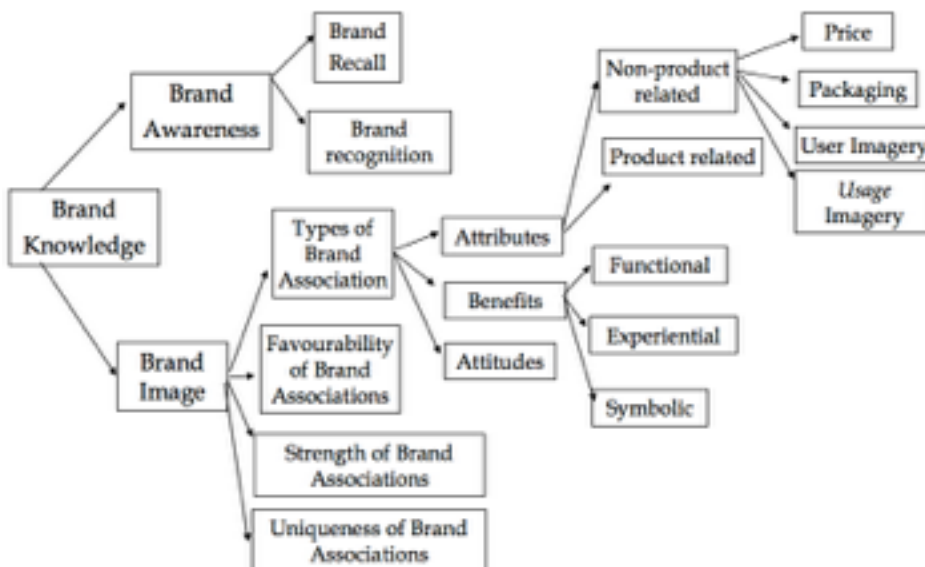 Brand
Recall
Brand
Awareness
Brand
recognition
Brand
Knowledge
Brand
Image
Types of
Brand
Association
Favourability
of Brand
Associations
Strength of Brand
Associations
Uniqueness of Brand
Associations
Attributes
Benefits
Attitudes
Non-product
related
Product related
Price
Packaging
User Imagery
Usage
Imagery
Functional
Experiential
Symbolic